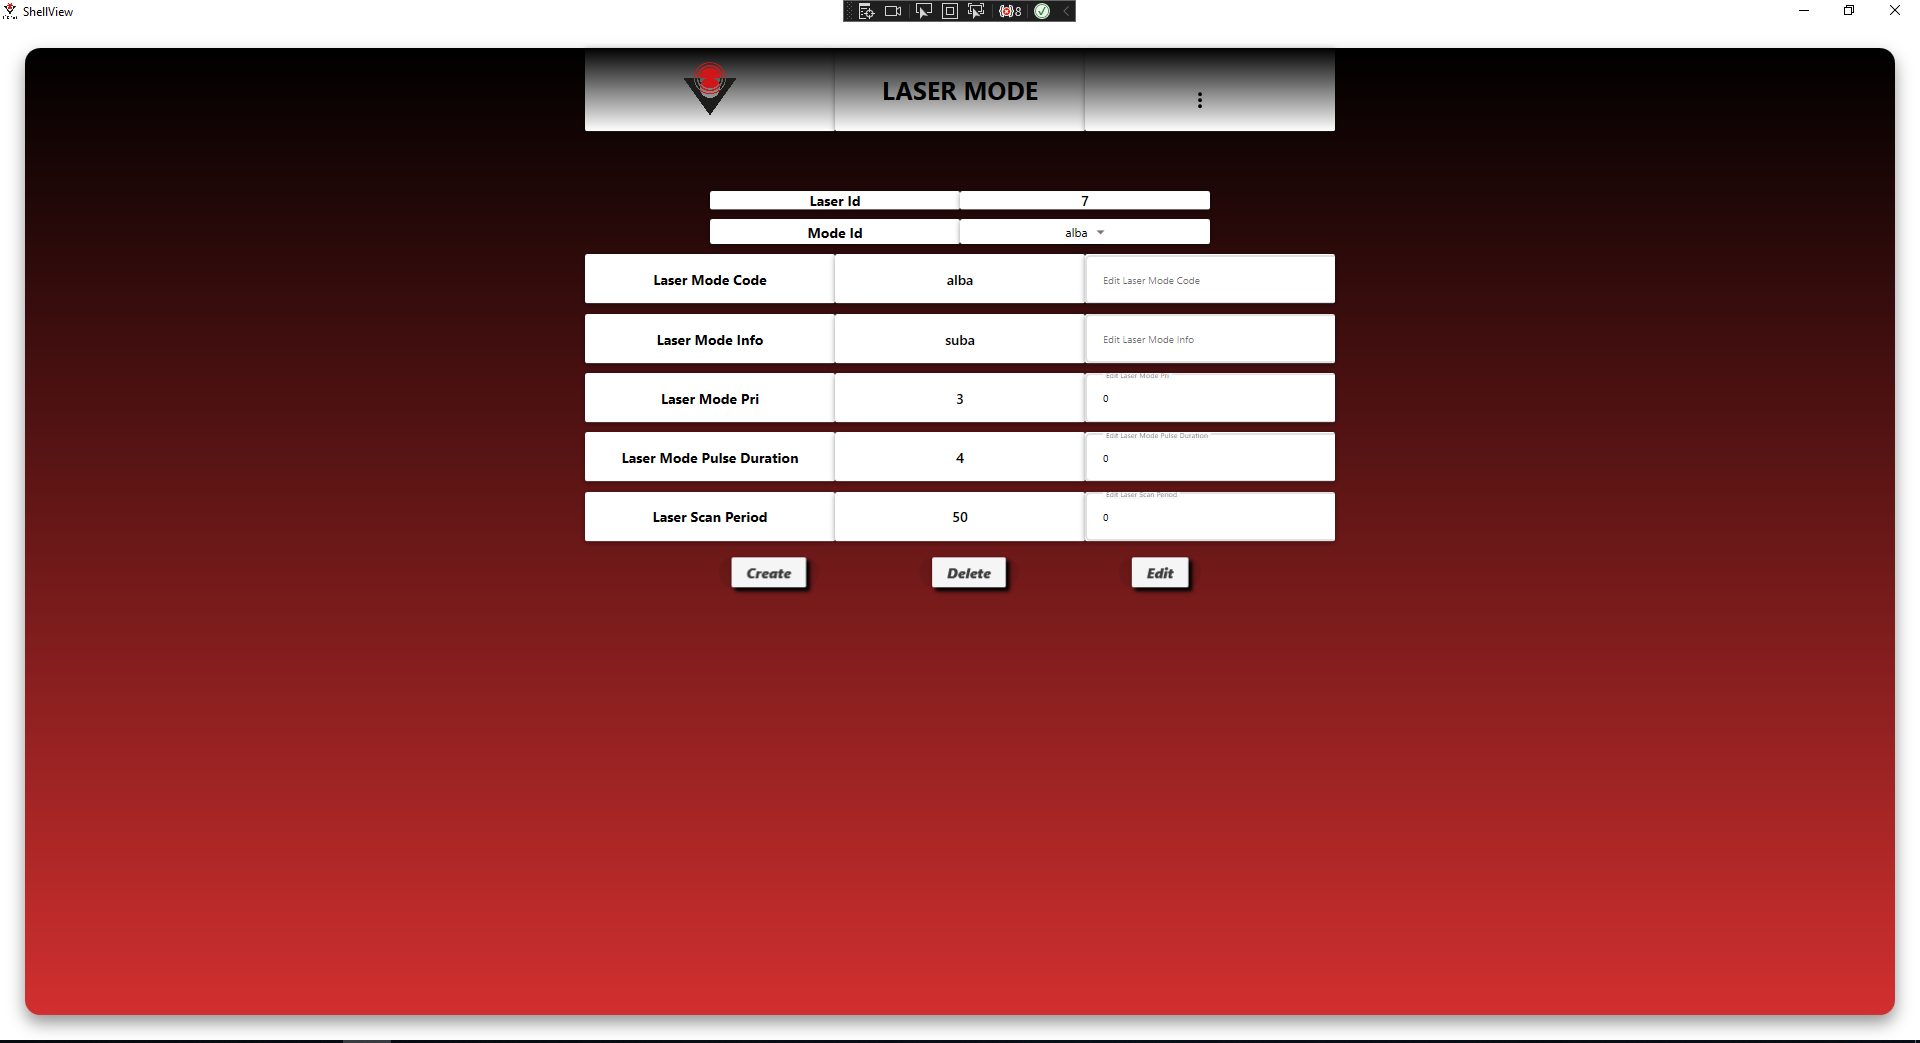 ShellView
8
LASER MODE
Laser Id 7
Mode Id alba
Laser Mode Code alba Edit Laser Mode Code
Laser Mode Info suba Edit Laser Mode Info
Edit Laser Mode Pri
Laser Mode Pri 3 0
Edit Laser Mode Pulse Duration
Laser Mode Pulse Duration 4 0
Edit Laser Scan Period
Laser Scan Period 50 0
Create Delete Edit